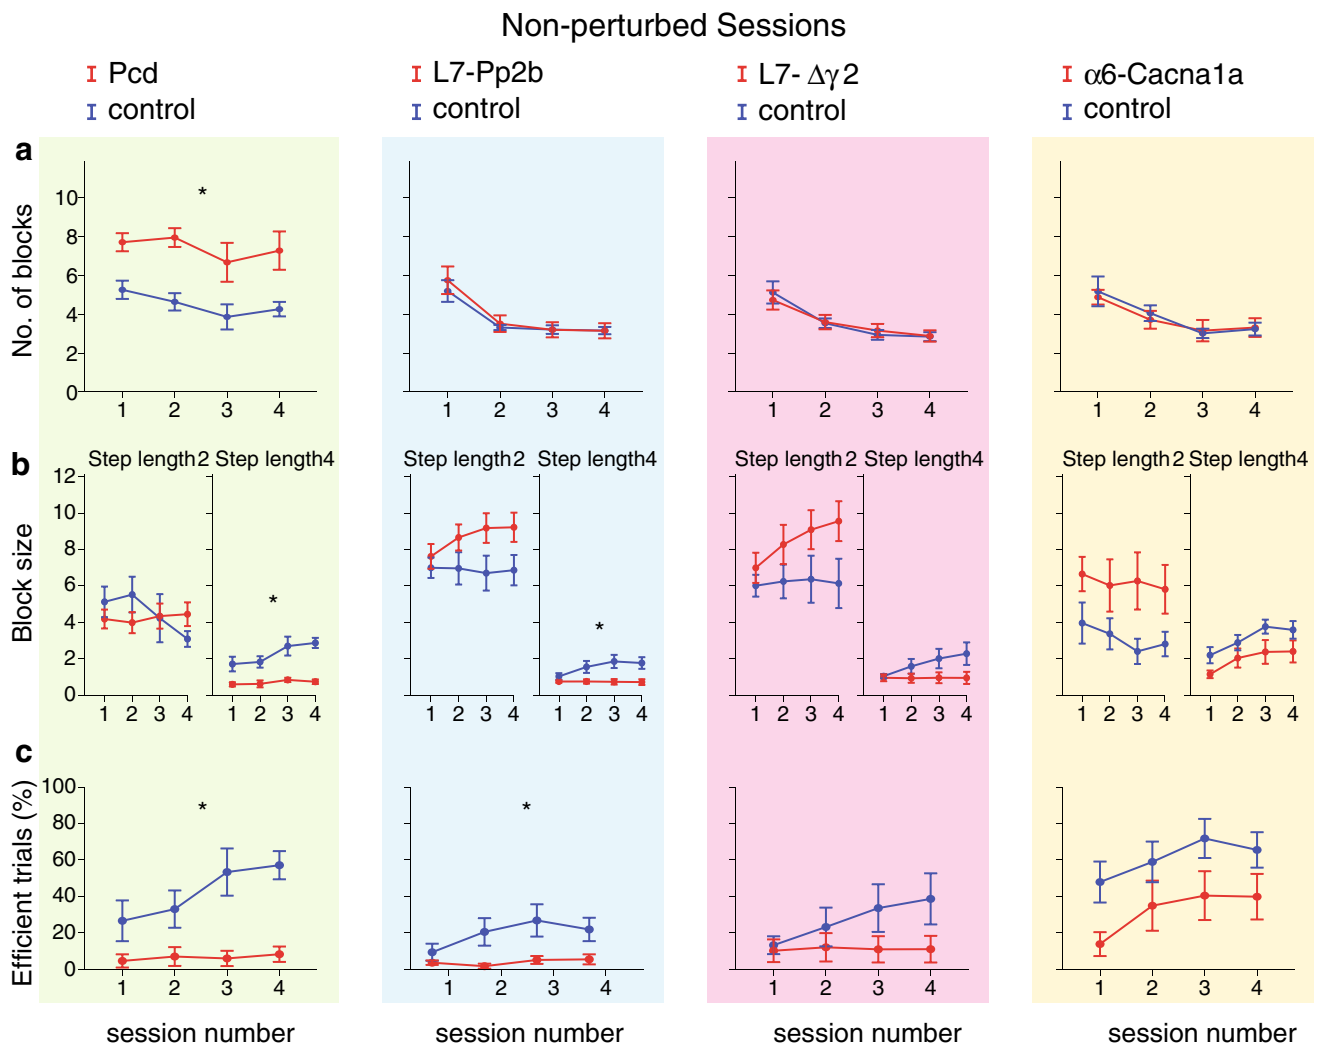 Non-perturbed Sessions
Pcd
control
L7-Pp2b
control
L7- Δγ2
control
α6-Cacna1a
control
a
No. of blocks
10
8
6
4
2
0
*
1 2 3 4
1 2 3 4
1 2 3 4
1 2 3 4
b
Block size
Step length2 Step length4
Step length2 Step length4
Step length2 Step length4
Step length2 Step length4
12
10
8
6
4
2
0
*
*
1 2 3 4 1 2 3 4
1 2 3 4 1 2 3 4
1 2 3 4 1 2 3 4
1 2 3 4 1 2 3 4
c
Efficient trials (%)
100
80
60
40
20
0
*
*
1 2 3 4
1 2 3 4
1 2 3 4
1 2 3 4
session number
session number
session number
session number